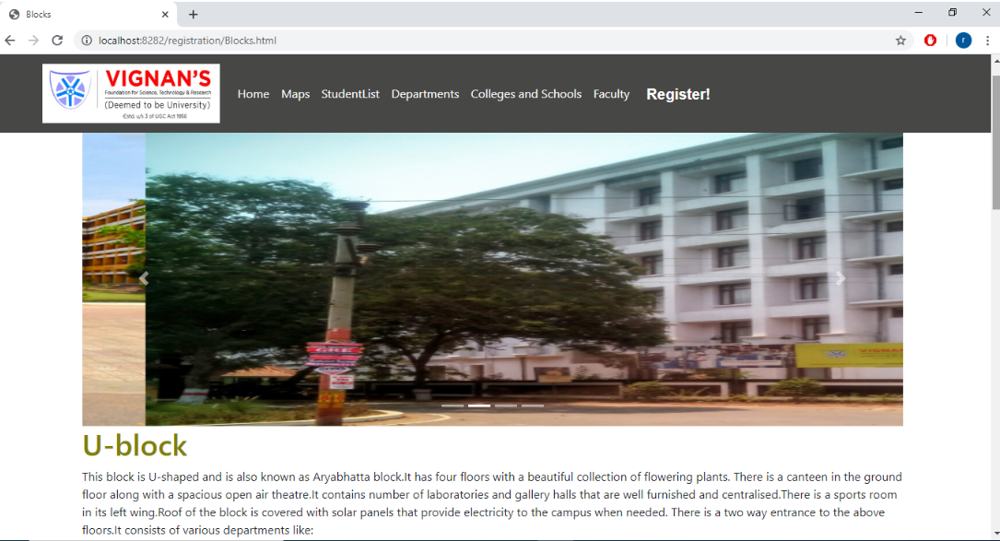 Blocks
localhost:8282/registration/Blocks.html
r
VIGNAN'S
Foundation for Science, Technology & Research
(Deemed to be University)
-Estd. u/s 3 of UGC Act 1956
Home Maps StudentList Departments Colleges and Schools Faculty Register!
U-block
This block is U-shaped and is also known as Aryabhatta block.It has four floors with a beautiful collection of flowering plants. There is a canteen in the ground
floor along with a spacious open air theatre.It contains number of laboratories and gallery halls that are well furnished and centralised.There is a sports room
in its left wing.Roof of the block is covered with solar panels that provide electricity to the campus when needed. There is a two way entrance to the above
floors.It consists of various departments like: